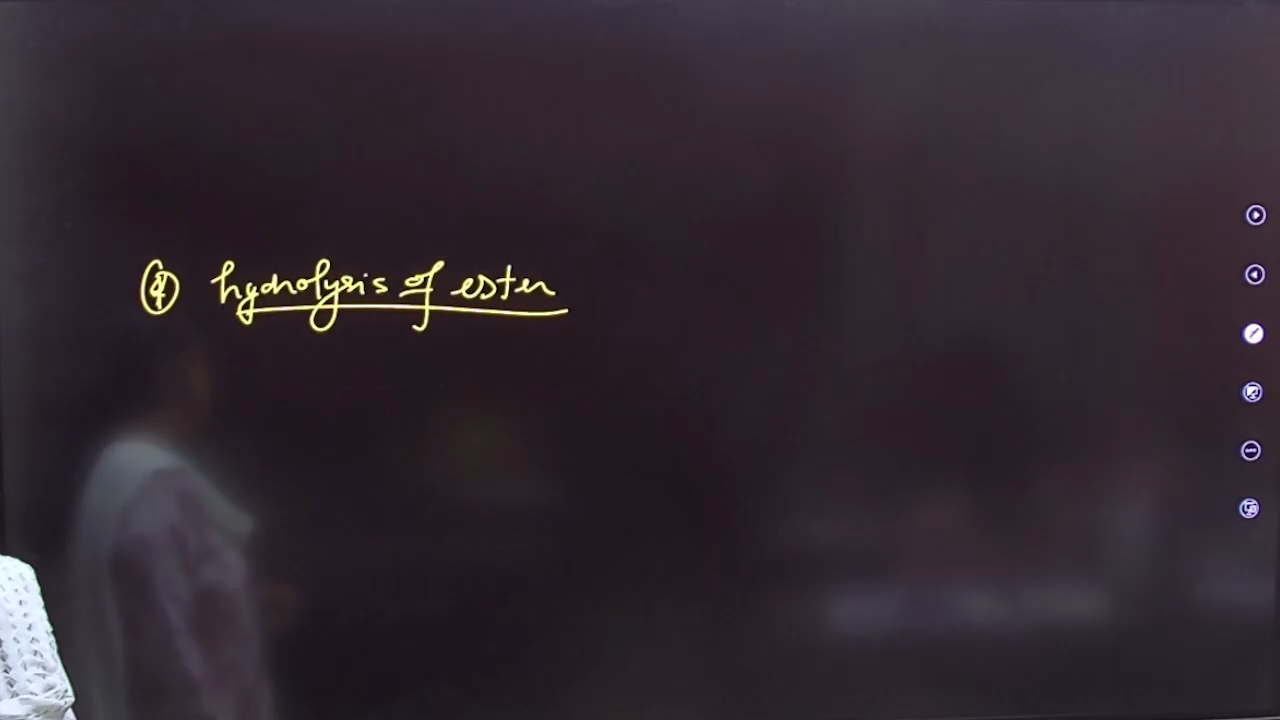 ④ hydrolysis of ester